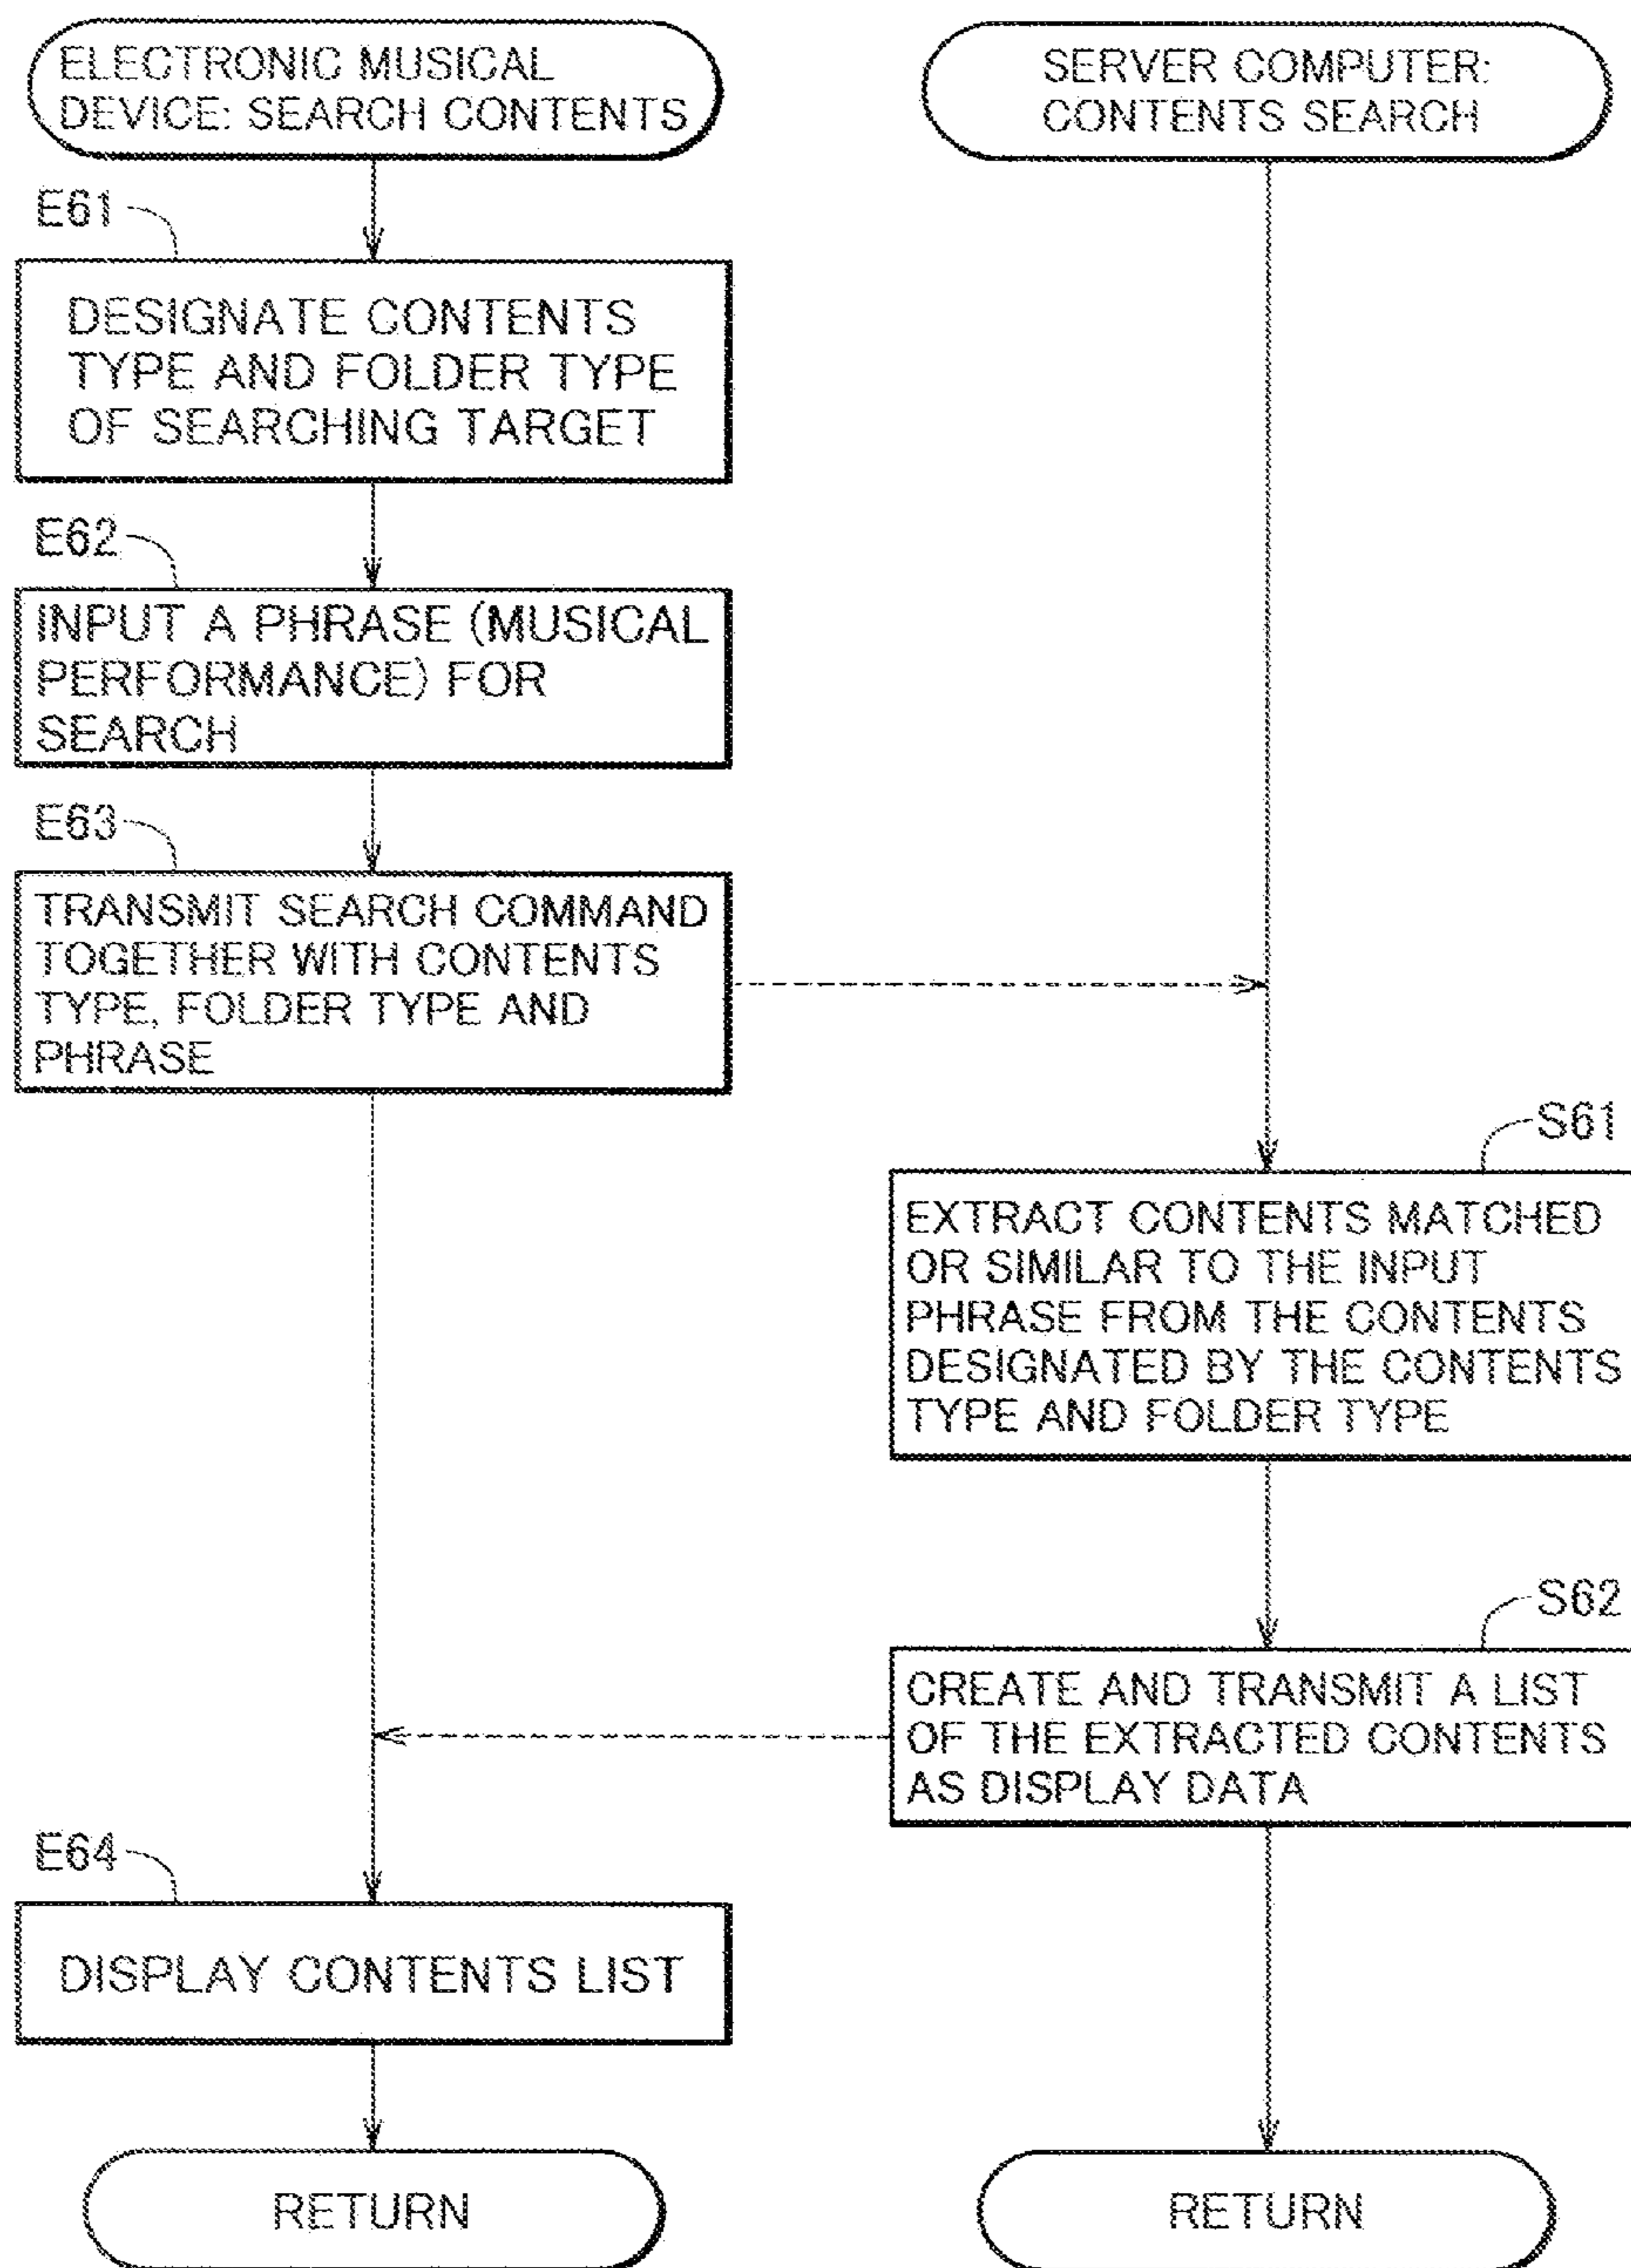 ELECTRONIC MUSICAL
DEVICE: SEARCH CONTENTS
E61
DESIGNATE CONTENTS
TYPE AND FOLDER TYPE
OF SEARCHING TARGET
E62
INPUT A PHRASE (MUSICAL
PERFORMANCE) FOR
SEARCH
E63
TRANSMIT SEARCH COMMAND
TOGETHER WITH CONTENTS
TYPE, FOLDER TYPE AND
PHRASE
E64
DISPLAY CONTENTS LIST
RETURN
SERVER COMPUTER:
CONTENTS SEARCH
S61
EXTRACT CONTENTS MATCHED
OR SIMILAR TO THE INPUT
PHRASE FROM THE CONTENTS
DESIGNATED BY THE CONTENTS
TYPE AND FOLDER TYPE
S62
CREATE AND TRANSMIT A LIST
OF THE EXTRACTED CONTENTS
AS DISPLAY DATA
RETURN